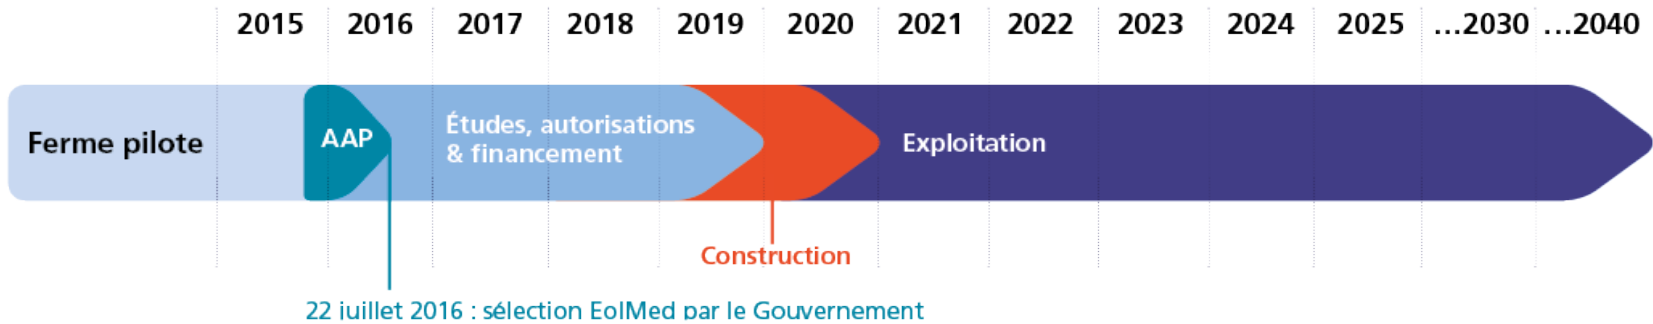 2015 2016 2017 2018 2019 2020 2021 2022 2023 2024 2025 ...2030 ...2040
Ferme pilote
AAP
Études, autorisations
& financement
Exploitation
Construction
22 juillet 2016 : sélection EolMed par le Gouvernement